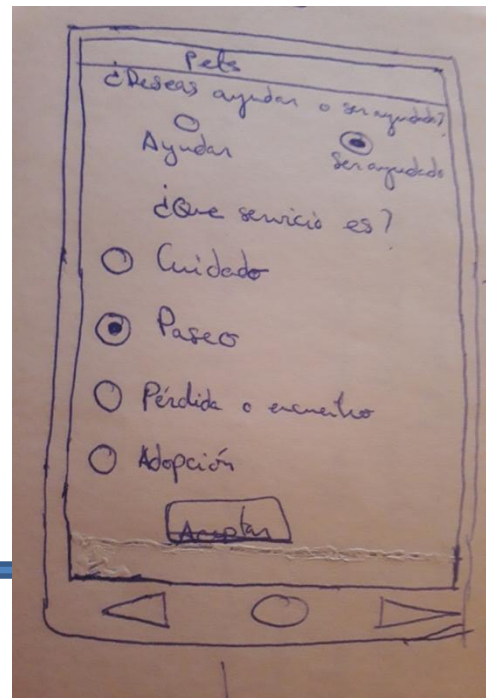 Pets
¿Deseas ayudar o ser ayudado?
Ayudar
Ser ayudado
¿Que servicio es?
Cuidado
Paseo
Pérdida o encuentro
Adopción
Aceptar